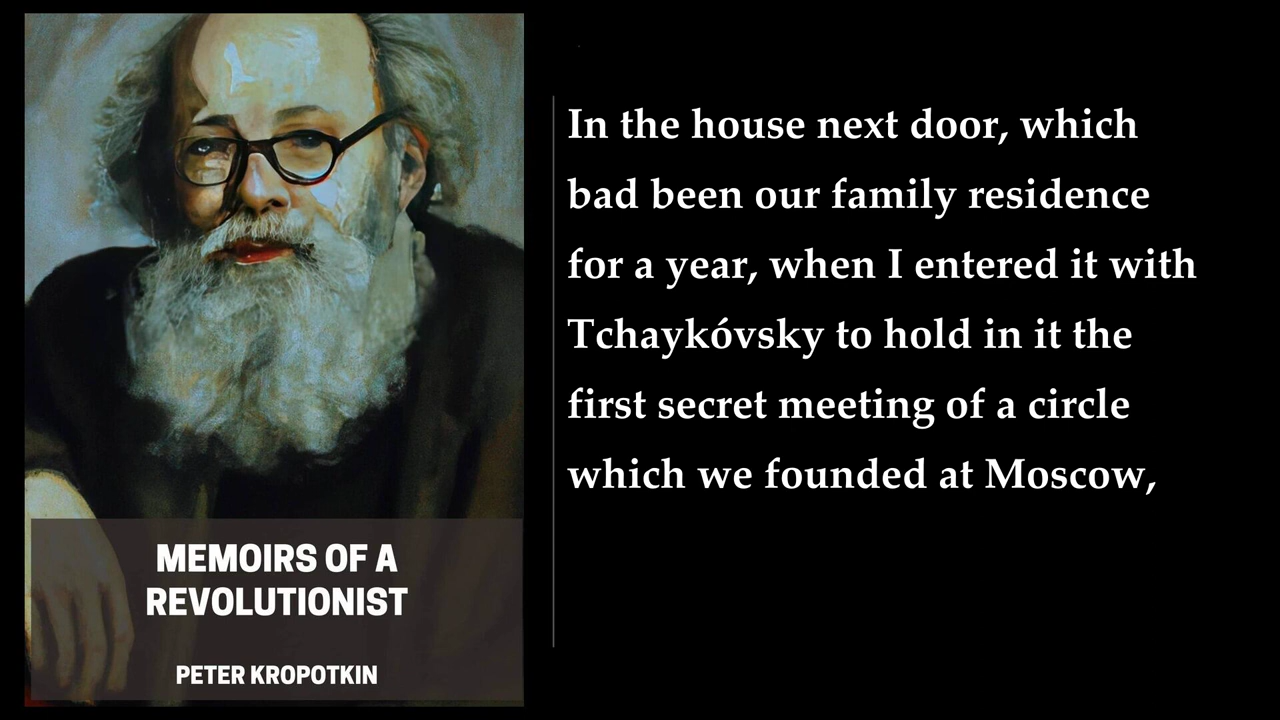 In the house next door, which
bad been our family residence
for a year, when I entered it with
Tchaykóvsky to hold in it the
first secret meeting of a circle
which we founded at Moscow,
MEMOIRS OF A
REVOLUTIONIST
PETER KROPOTKIN